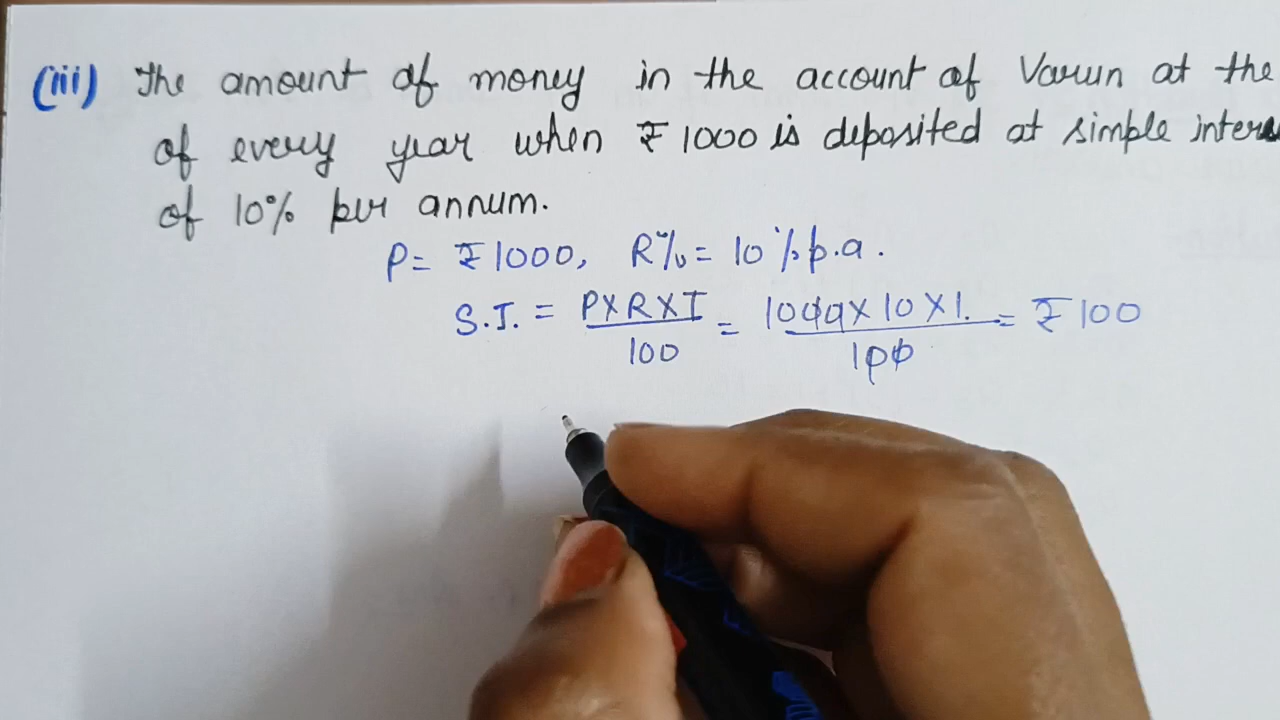 (iii) The amount of money in the account of Varun at the
of every year when ₹ 1000 is deposited at simple interes
of 10% per annum.
P = ₹ 1000, R% = 10% p.a.
S.I. = P×R×T/100 = 1000×10×1/100 = ₹ 100